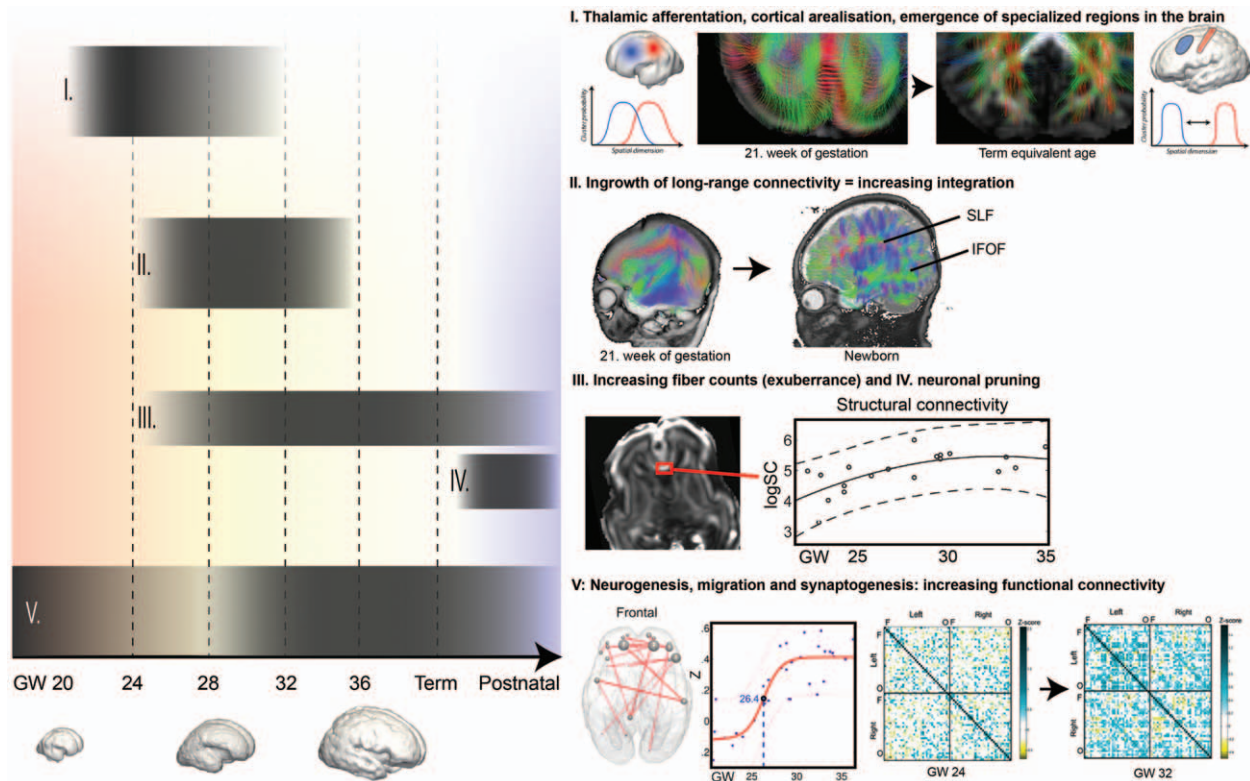 I.
II.
III.
IV.
V.
GW 20 24 28 32 36 Term Postnatal
I. Thalamic afferentation, cortical arealisation, emergence of specialized regions in the brain
Cluster probability
Spatial dimension
21. week of gestation
Term equivalent age
Cluster probability
Spatial dimension
II. Ingrowth of long-range connectivity = increasing integration
SLF
IFOF
21. week of gestation
Newborn
III. Increasing fiber counts (exuberrance) and IV. neuronal pruning
Structural connectivity
logSC
6
5
4
3
GW 25 30 35
V: Neurogenesis, migration and synaptogenesis: increasing functional connectivity
Frontal
Z
.6
.4
.2
0
.2
26.4
GW 25 30 35
Left Right
F O F O
Z-score
F
Left
O
F
Right
O
GW 24
Left Right
F O F O
Z-score
F
Left
O
F
Right
O
GW 32